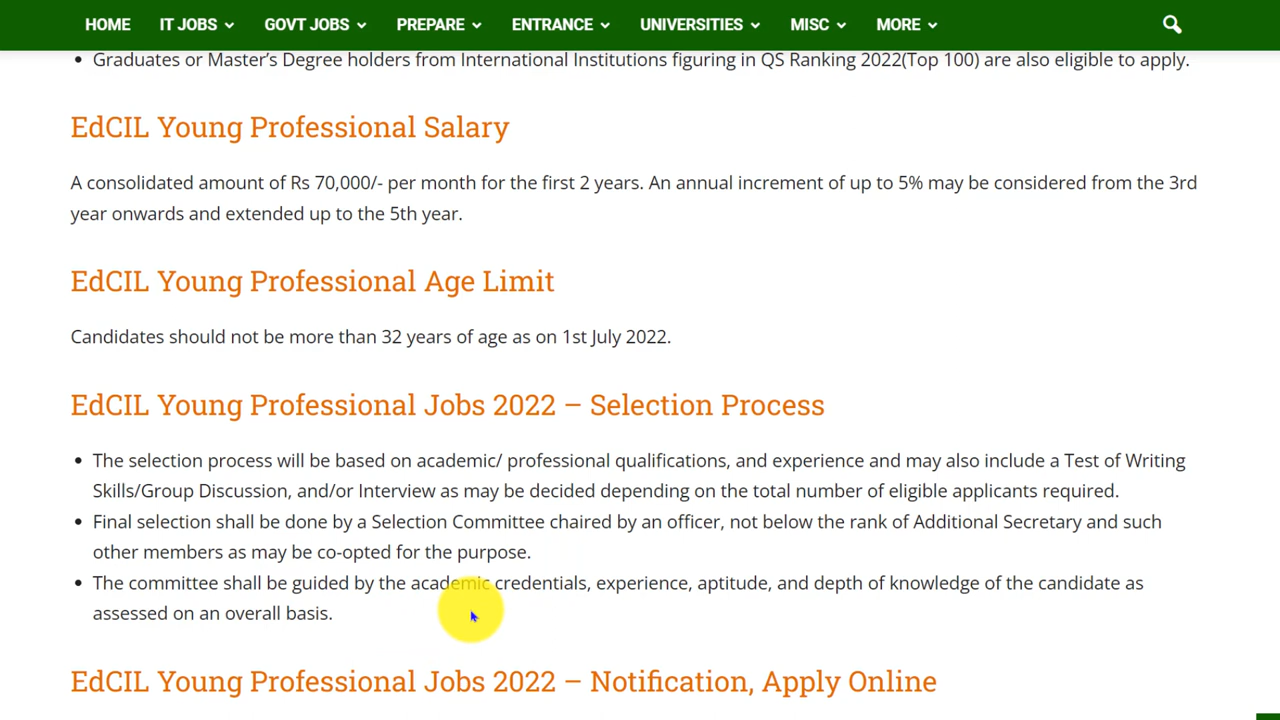 HOME IT JOBS GOVT JOBS PREPARE ENTRANCE UNIVERSITIES MISC MORE
• Graduates or Master’s Degree holders from International Institutions figuring in QS Ranking 2022(Top 100) are also eligible to apply.
EdCIL Young Professional Salary
A consolidated amount of Rs 70,000/- per month for the first 2 years. An annual increment of up to 5% may be considered from the 3rd
year onwards and extended up to the 5th year.
EdCIL Young Professional Age Limit
Candidates should not be more than 32 years of age as on 1st July 2022.
EdCIL Young Professional Jobs 2022 – Selection Process
• The selection process will be based on academic/ professional qualifications, and experience and may also include a Test of Writing
Skills/Group Discussion, and/or Interview as may be decided depending on the total number of eligible applicants required.
• Final selection shall be done by a Selection Committee chaired by an officer, not below the rank of Additional Secretary and such
other members as may be co-opted for the purpose.
• The committee shall be guided by the academic credentials, experience, aptitude, and depth of knowledge of the candidate as
assessed on an overall basis.
EdCIL Young Professional Jobs 2022 – Notification, Apply Online